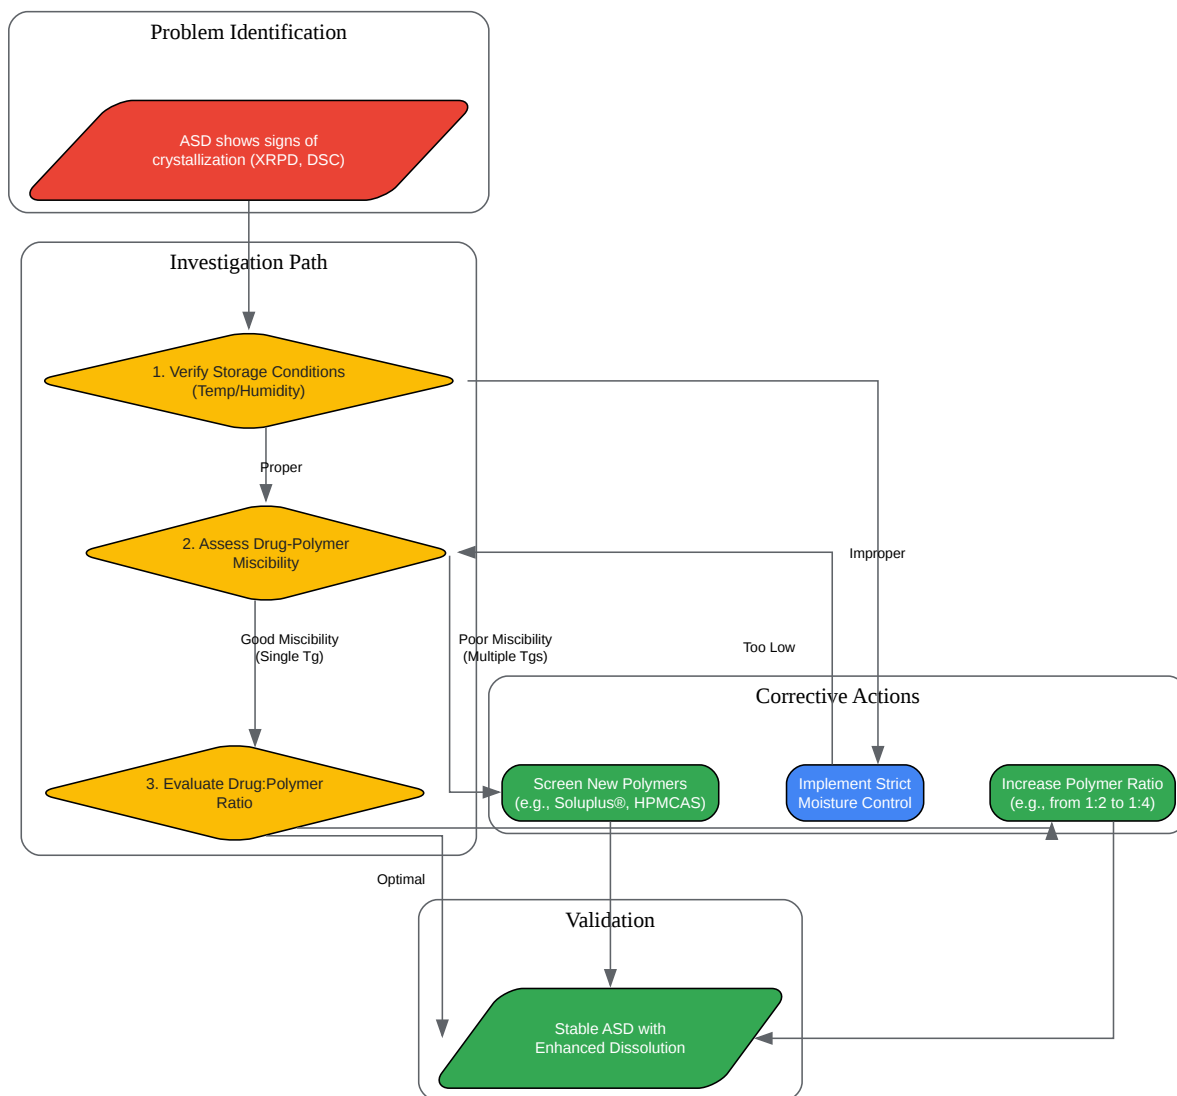 Problem Identification
ASD shows signs of
crystallization (XRPD, DSC)
Investigation Path
1. Verify Storage Conditions
(Temp/Humidity)
Proper
2. Assess Drug-Polymer
Miscibility
Improper
Good Miscibility
(Single Tg)
Poor Miscibility
(Multiple Tgs)
Too Low
Corrective Actions
3. Evaluate Drug:Polymer
Ratio
Screen New Polymers
(e.g., Soluplus®, HPMCAS)
Implement Strict
Moisture Control
Increase Polymer Ratio
(e.g., from 1:2 to 1:4)
Optimal
Validation
Stable ASD with
Enhanced Dissolution